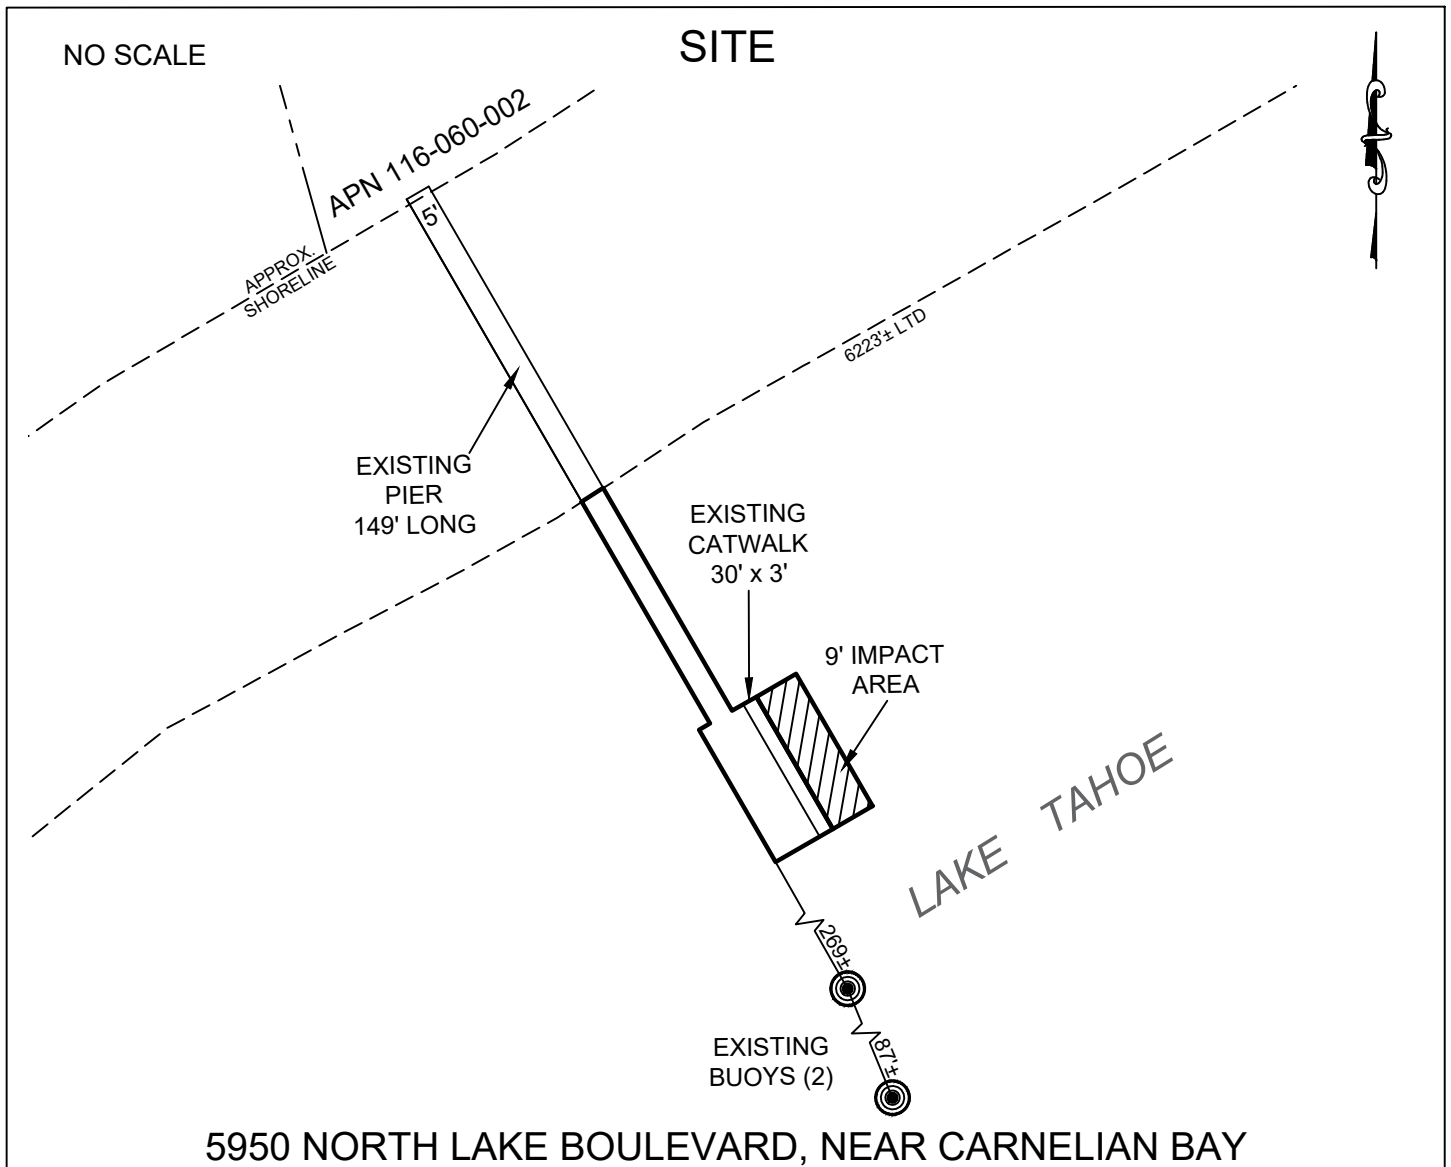 NO SCALE
SITE
APN 116-060-002
5'
APPROX.
SHORELINE
6223'± LTD
EXISTING
PIER
149' LONG
EXISTING
CATWALK
30' x 3'
9' IMPACT
AREA
LAKE TAHOE
269±
87'±
EXISTING
BUOYS (2)
5950 NORTH LAKE BOULEVARD, NEAR CARNELIAN BAY